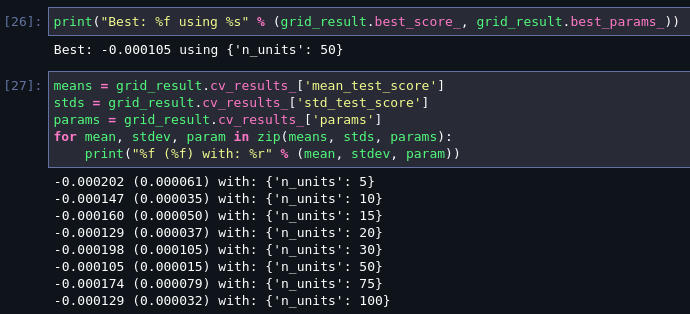 [26]: print("Best: %f using %s" % (grid_result.best_score_, grid_result.best_params_))
Best: -0.000105 using {'n_units': 50}
[27]: means = grid_result.cv_results_['mean_test_score']
stds = grid_result.cv_results_['std_test_score']
params = grid_result.cv_results_['params']
for mean, stdev, param in zip(means, stds, params):
    print("%f (%f) with: %r" % (mean, stdev, param))
-0.000202 (0.000061) with: {'n_units': 5}
-0.000147 (0.000035) with: {'n_units': 10}
-0.000160 (0.000050) with: {'n_units': 15}
-0.000129 (0.000037) with: {'n_units': 20}
-0.000198 (0.000105) with: {'n_units': 30}
-0.000105 (0.000015) with: {'n_units': 50}
-0.000174 (0.000079) with: {'n_units': 75}
-0.000129 (0.000032) with: {'n_units': 100}